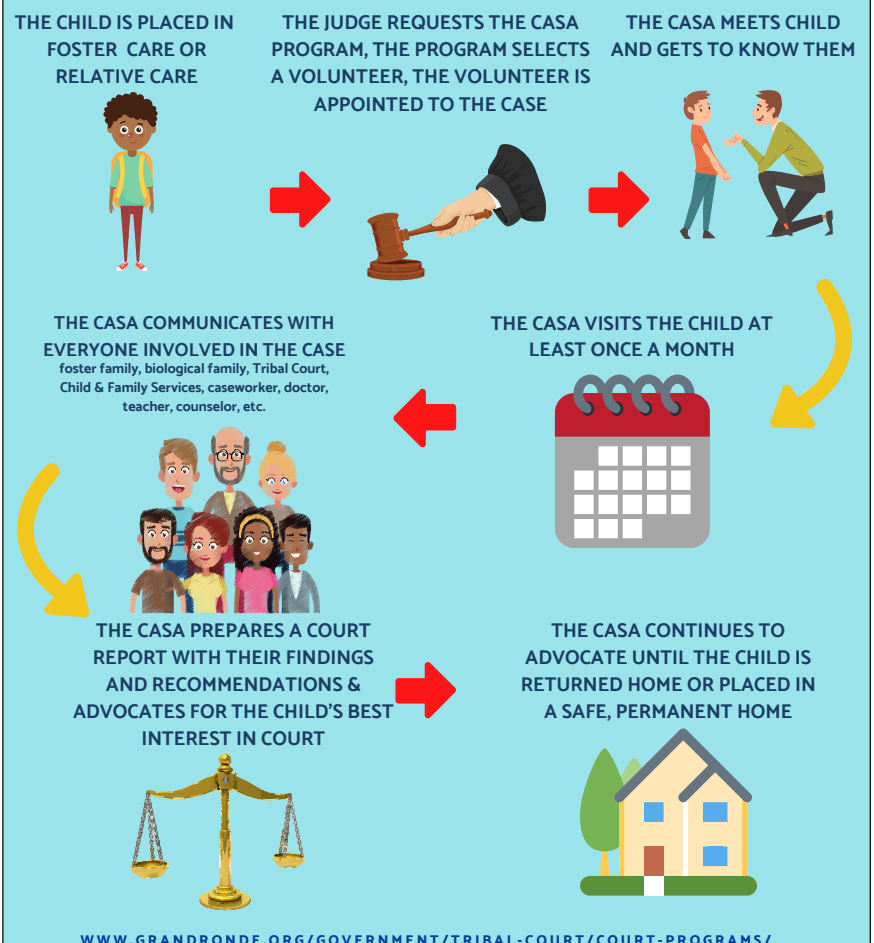 THE CHILD IS PLACED IN
FOSTER CARE OR
RELATIVE CARE
THE JUDGE REQUESTS THE CASA
PROGRAM, THE PROGRAM SELECTS
A VOLUNTEER, THE VOLUNTEER IS
APPOINTED TO THE CASE
THE CASA MEETS CHILD
AND GETS TO KNOW THEM
THE CASA VISITS THE CHILD AT
LEAST ONCE A MONTH
THE CASA COMMUNICATES WITH
EVERYONE INVOLVED IN THE CASE
foster family, biological family, Tribal Court,
Child & Family Services, caseworker, doctor,
teacher, counselor, etc.
THE CASA PREPARES A COURT
REPORT WITH THEIR FINDINGS
AND RECOMMENDATIONS &
ADVOCATES FOR THE CHILD'S BEST
INTEREST IN COURT
THE CASA CONTINUES TO
ADVOCATE UNTIL THE CHILD IS
RETURNED HOME OR PLACED IN
A SAFE, PERMANENT HOME
WWW.GRANDRONDE.ORG/GOVERNMENT/TRIBAL-COURT/COURT-PROGRAMS/